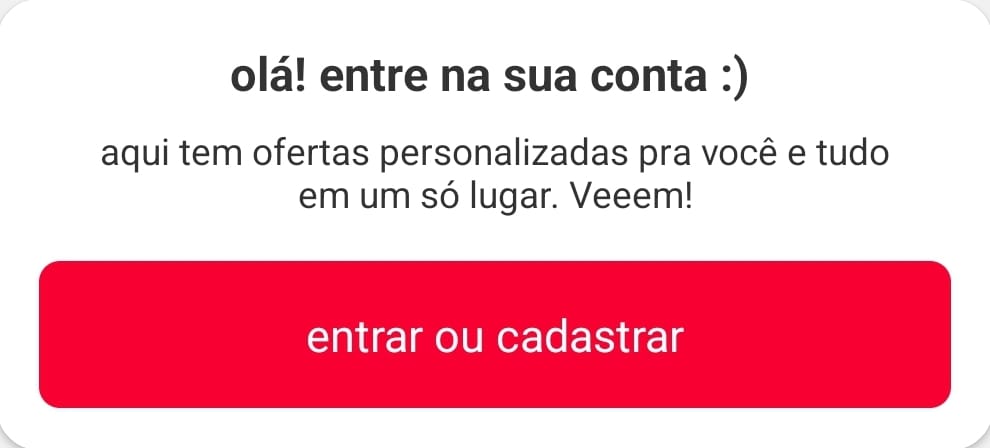 olá! entre na sua conta :)
aqui tem ofertas personalizadas pra você e tudo
em um só lugar. Veeem!
entrar ou cadastrar